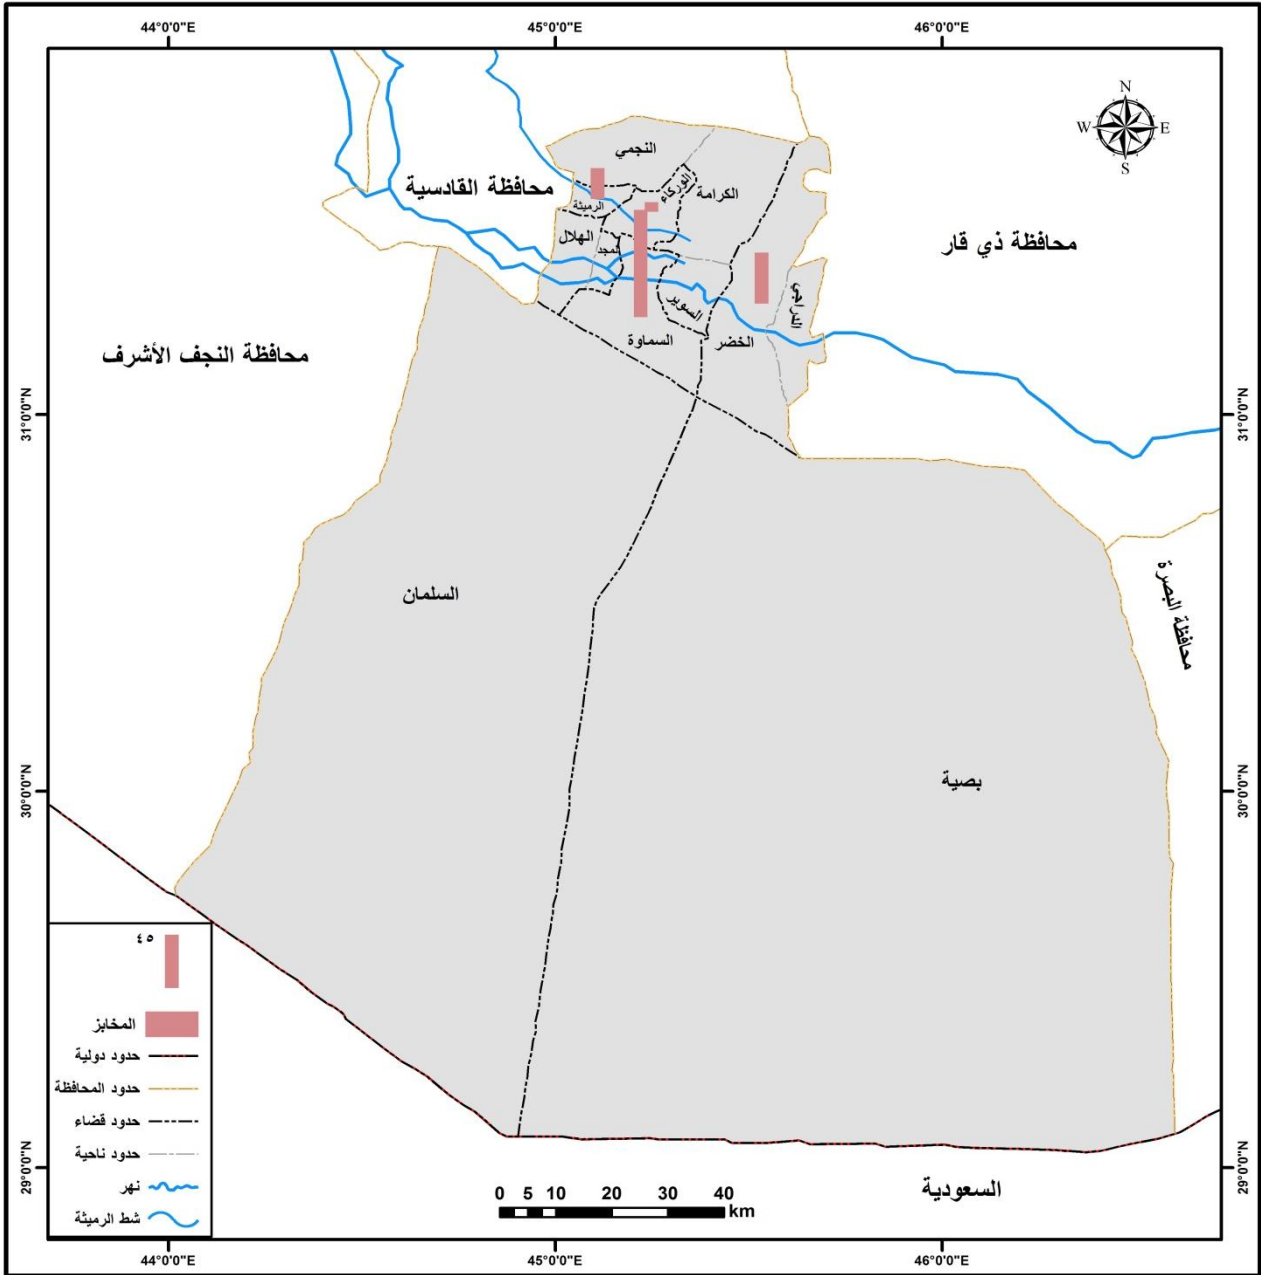 44°0'0"E 45°0'0"E 46°0'0"E
N
W E
S
النجمي
الوركاء
الكرامة
محافظة القادسية
الرميثة
محافظة ذي قار
الهلال
المجد
السوير
الدراجي
السماوة
الخضر
محافظة النجف الأشرف
31°0'0"N 31°0'0"N
السلمان
محافظة البصرة
بصية
30°0'0"N 30°0'0"N
٤٥
المخابز
حدود دولية
حدود المحافظة
حدود قضاء
حدود ناحية
نهر
شط الرميثة
29°0'0"N 29°0'0"N
السعودية
0 5 10 20 30 40
km
44°0'0"E 45°0'0"E 46°0'0"E